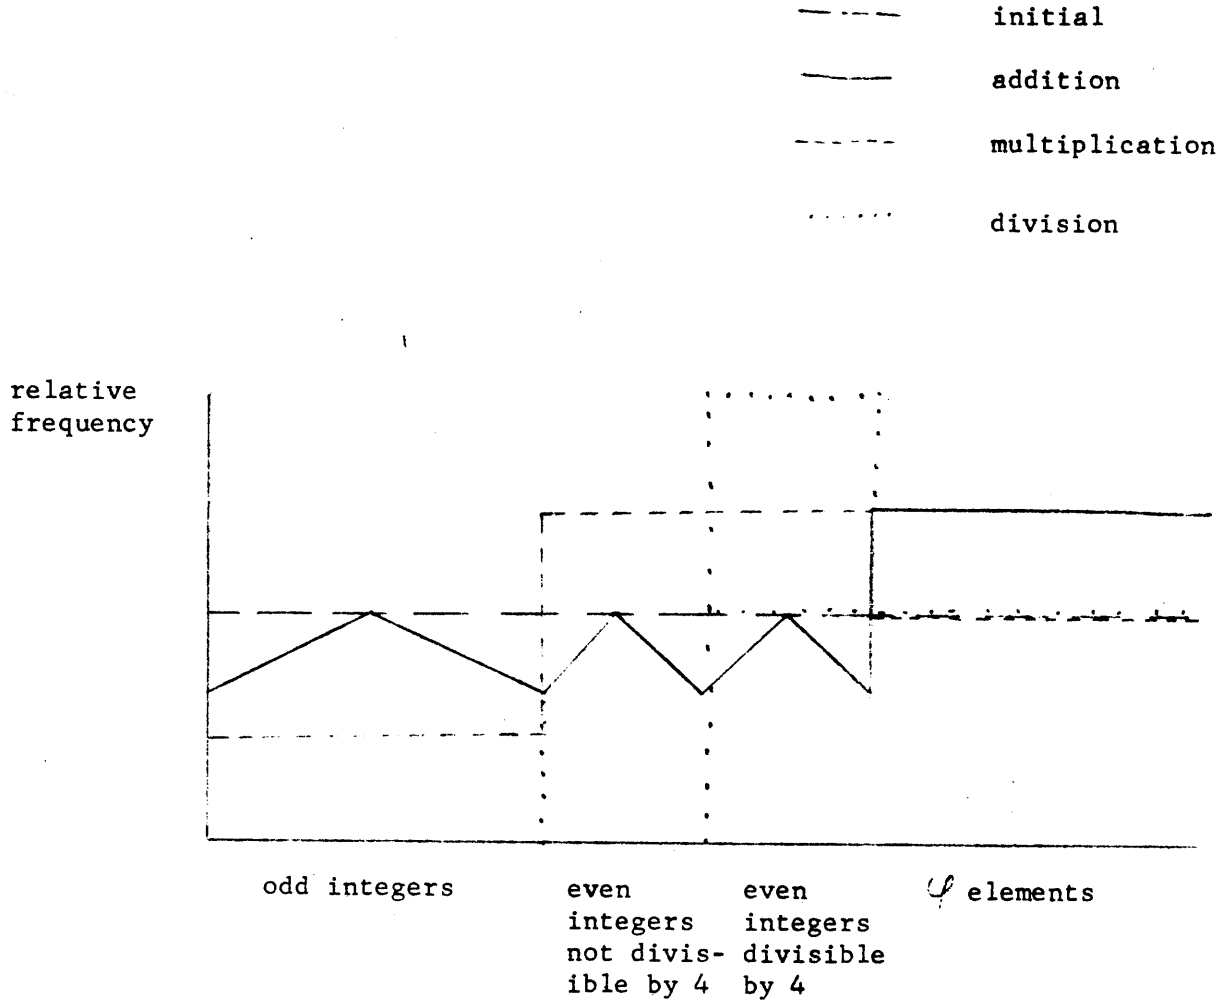 initial
addition
multiplication
division
relative
frequency
odd integers
even
integers
not divis-
ible by 4
even
integers
divisible
by 4
φ elements